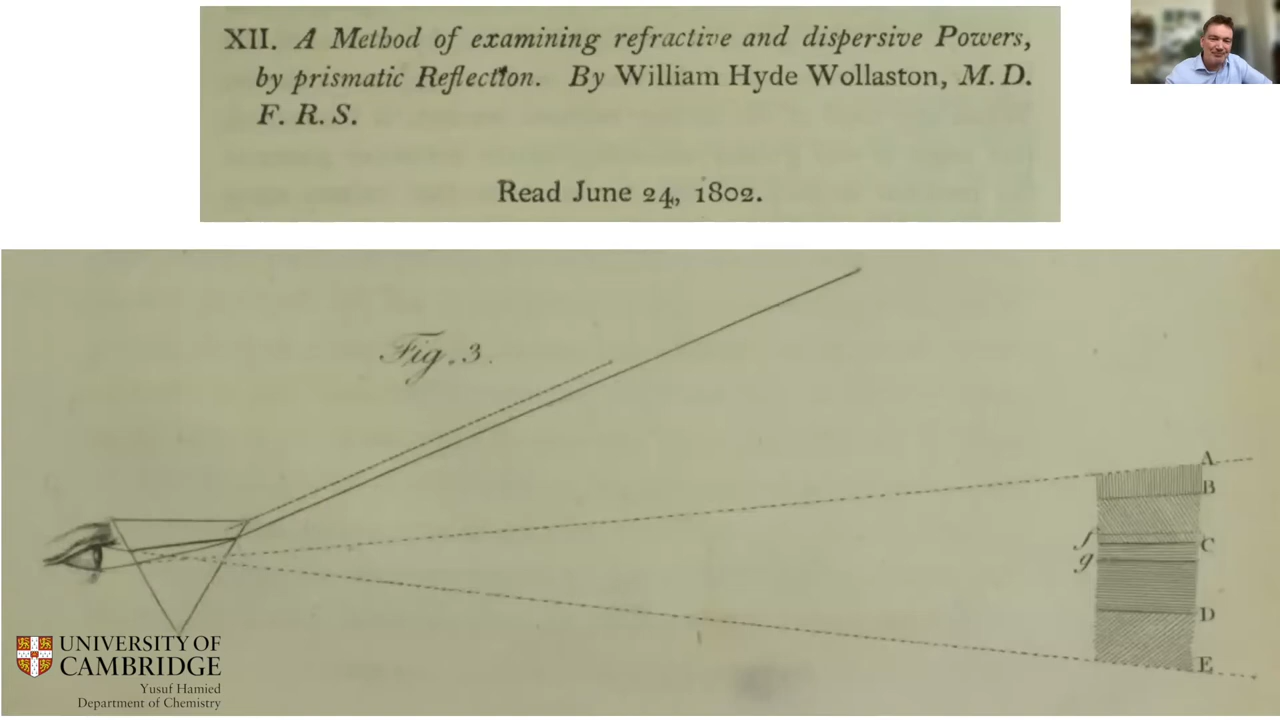 XII. A Method of examining refractive and dispersive Powers,
by prismatic Reflection. By William Hyde Wollaston, M. D.
F. R. S.
Read June 24, 1802.
Fig. 3.
A
B
f
C
g
D
E
UNIVERSITY OF
CAMBRIDGE
Yusuf Hamied
Department of Chemistry